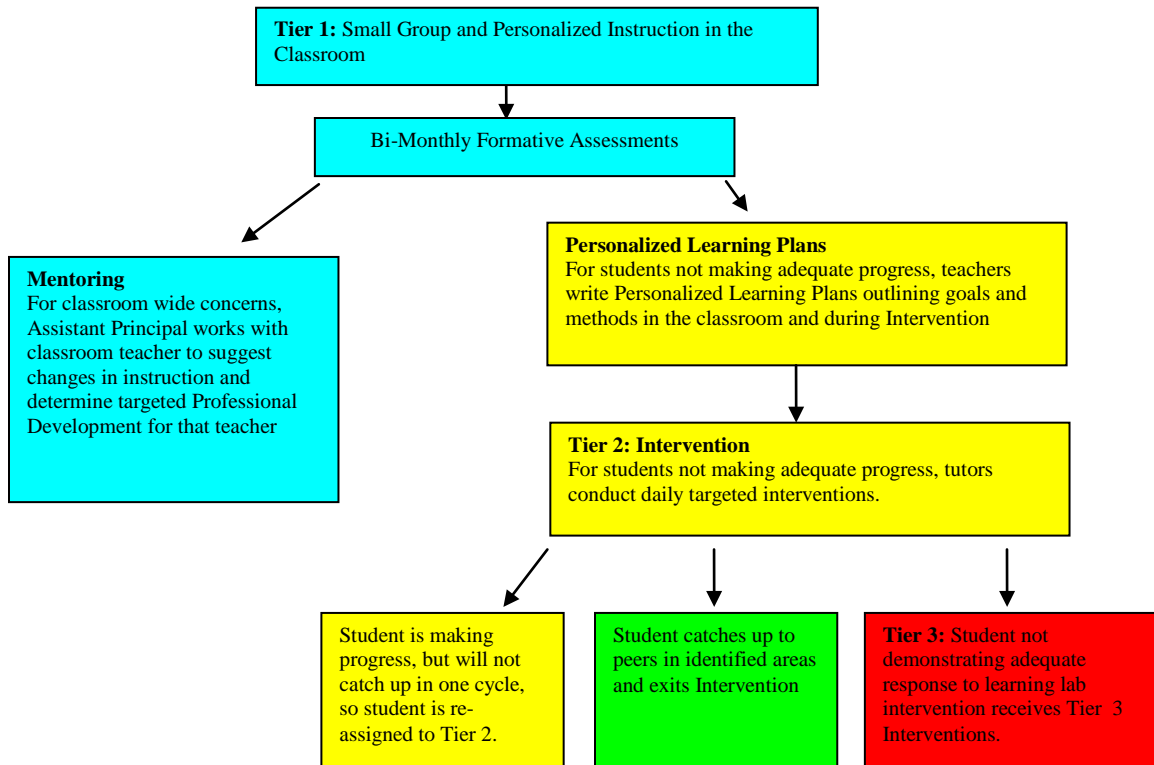 Tier 1: Small Group and Personalized Instruction in the
Classroom
Bi-Monthly Formative Assessments
Mentoring
For classroom wide concerns,
Assistant Principal works with
classroom teacher to suggest
changes in instruction and
determine targeted Professional
Development for that teacher
Personalized Learning Plans
For students not making adequate progress, teachers
write Personalized Learning Plans outlining goals and
methods in the classroom and during Intervention
Tier 2: Intervention
For students not making adequate progress, tutors
conduct daily targeted interventions.
Student is making
progress, but will not
catch up in one cycle,
so student is re-
assigned to Tier 2.
Student catches up to
peers in identified areas
and exits Intervention
Tier 3: Student not
demonstrating adequate
response to learning lab
intervention receives Tier 3
Interventions.